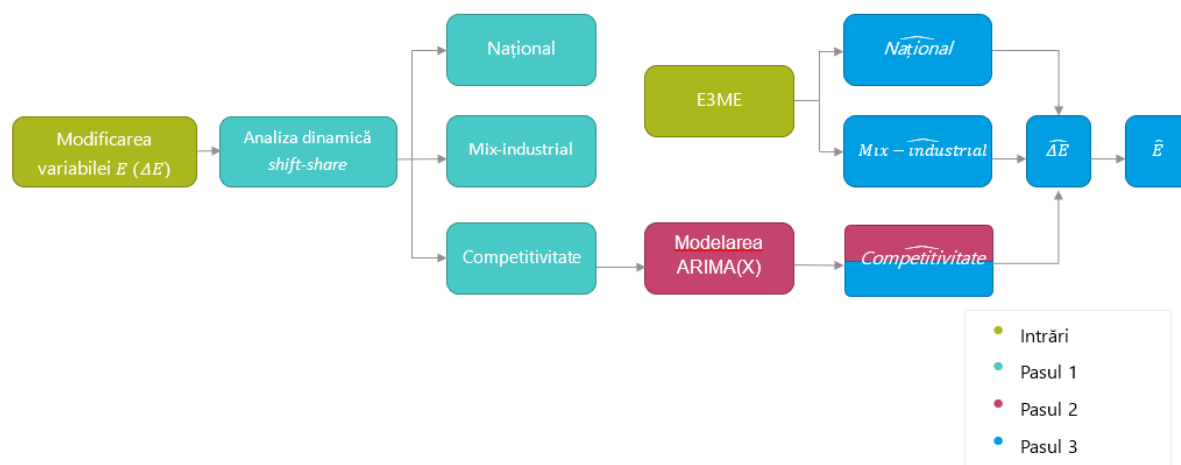 Modificarea
variabilei E (ΔE)
Analiza dinamică
shift-share
Național
Mix-industrial
Competitivitate
E3ME
Modelarea
ARIMA(X)
Național
Mix − industrial
Competitivitate
ΔE
Ê
Intrări
Pasul 1
Pasul 2
Pasul 3